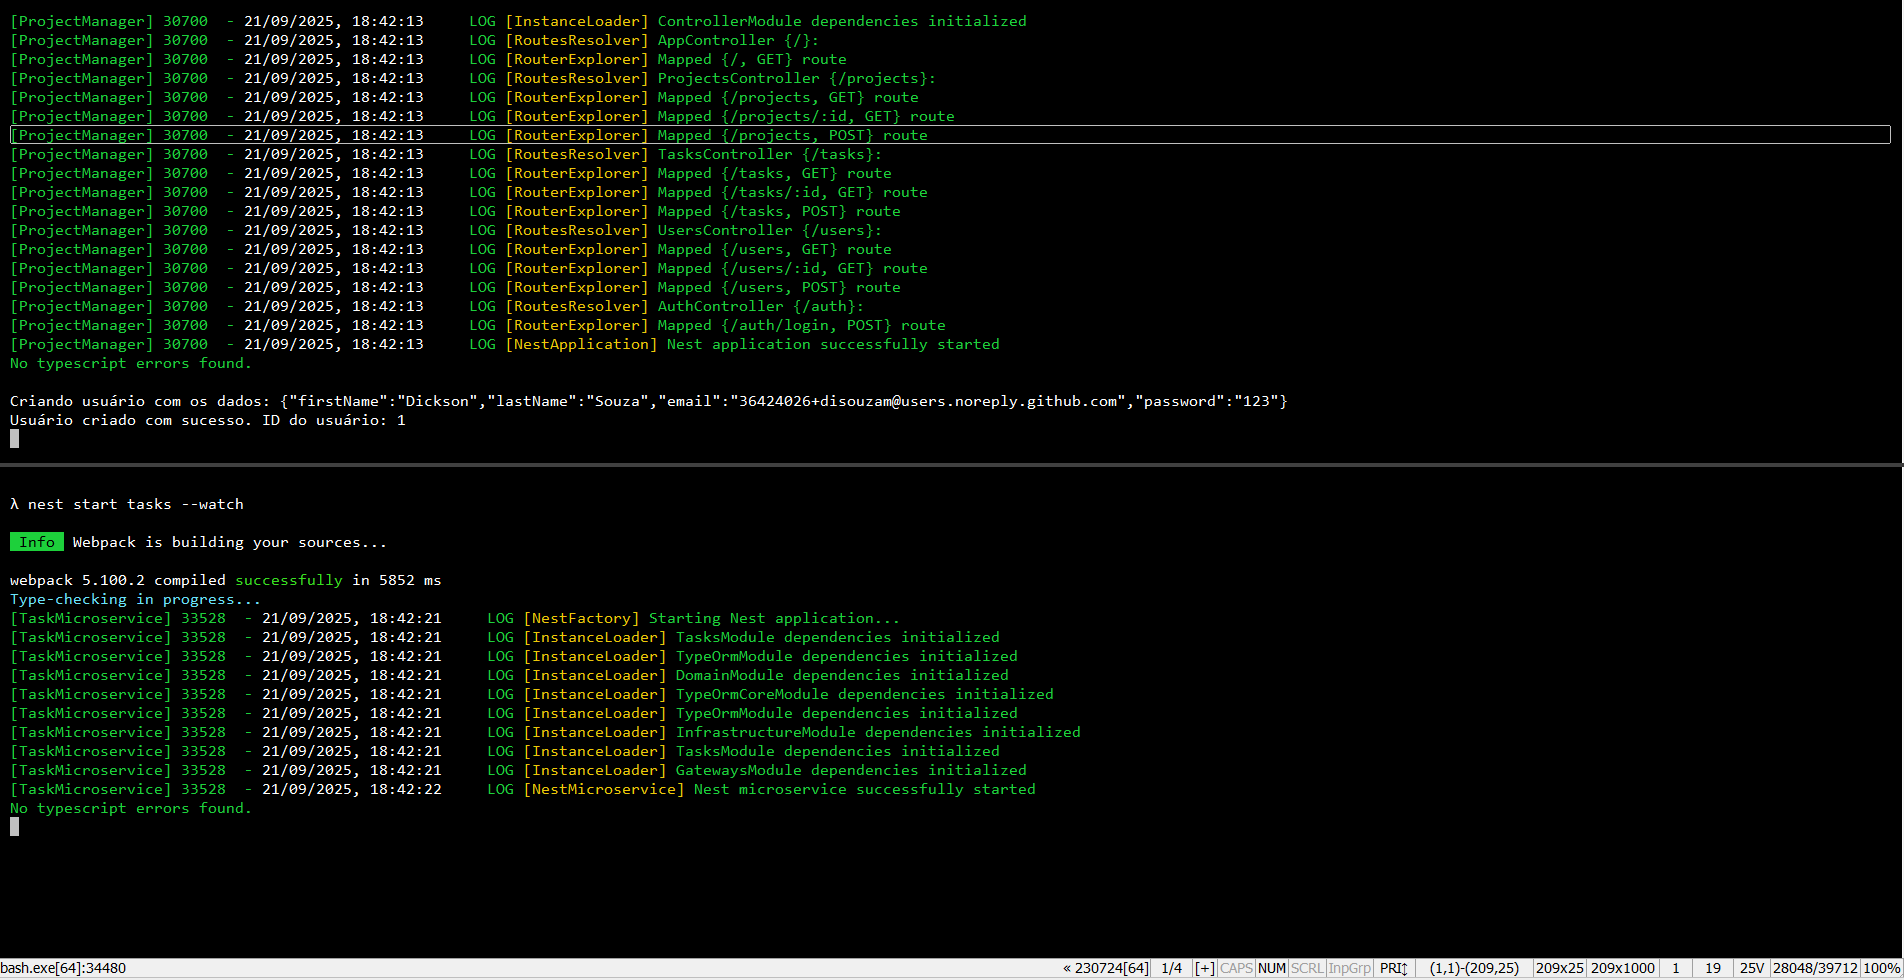 [ProjectManager] 30700  - 21/09/2025, 18:42:13     LOG [InstanceLoader] ControllerModule dependencies initialized
[ProjectManager] 30700  - 21/09/2025, 18:42:13     LOG [RoutesResolver] AppController {/}:
[ProjectManager] 30700  - 21/09/2025, 18:42:13     LOG [RouterExplorer] Mapped {/, GET} route
[ProjectManager] 30700  - 21/09/2025, 18:42:13     LOG [RoutesResolver] ProjectsController {/projects}:
[ProjectManager] 30700  - 21/09/2025, 18:42:13     LOG [RouterExplorer] Mapped {/projects, GET} route
[ProjectManager] 30700  - 21/09/2025, 18:42:13     LOG [RouterExplorer] Mapped {/projects/:id, GET} route
[ProjectManager] 30700  - 21/09/2025, 18:42:13     LOG [RouterExplorer] Mapped {/projects, POST} route
[ProjectManager] 30700  - 21/09/2025, 18:42:13     LOG [RoutesResolver] TasksController {/tasks}:
[ProjectManager] 30700  - 21/09/2025, 18:42:13     LOG [RouterExplorer] Mapped {/tasks, GET} route
[ProjectManager] 30700  - 21/09/2025, 18:42:13     LOG [RouterExplorer] Mapped {/tasks/:id, GET} route
[ProjectManager] 30700  - 21/09/2025, 18:42:13     LOG [RouterExplorer] Mapped {/tasks, POST} route
[ProjectManager] 30700  - 21/09/2025, 18:42:13     LOG [RoutesResolver] UsersController {/users}:
[ProjectManager] 30700  - 21/09/2025, 18:42:13     LOG [RouterExplorer] Mapped {/users, GET} route
[ProjectManager] 30700  - 21/09/2025, 18:42:13     LOG [RouterExplorer] Mapped {/users/:id, GET} route
[ProjectManager] 30700  - 21/09/2025, 18:42:13     LOG [RouterExplorer] Mapped {/users, POST} route
[ProjectManager] 30700  - 21/09/2025, 18:42:13     LOG [RoutesResolver] AuthController {/auth}:
[ProjectManager] 30700  - 21/09/2025, 18:42:13     LOG [RouterExplorer] Mapped {/auth/login, POST} route
[ProjectManager] 30700  - 21/09/2025, 18:42:13     LOG [NestApplication] Nest application successfully started
No typescript errors found.
Criando usuário com os dados: {"firstName":"Dickson","lastName":"Souza","email":"36424026+disouzam@users.noreply.github.com","password":"123"}
Usuário criado com sucesso. ID do usuário: 1
λ nest start tasks --watch
Info  Webpack is building your sources...
webpack 5.100.2 compiled successfully in 5852 ms
Type-checking in progress...
[TaskMicroservice] 33528  - 21/09/2025, 18:42:21     LOG [NestFactory] Starting Nest application...
[TaskMicroservice] 33528  - 21/09/2025, 18:42:21     LOG [InstanceLoader] TasksModule dependencies initialized
[TaskMicroservice] 33528  - 21/09/2025, 18:42:21     LOG [InstanceLoader] TypeOrmModule dependencies initialized
[TaskMicroservice] 33528  - 21/09/2025, 18:42:21     LOG [InstanceLoader] DomainModule dependencies initialized
[TaskMicroservice] 33528  - 21/09/2025, 18:42:21     LOG [InstanceLoader] TypeOrmCoreModule dependencies initialized
[TaskMicroservice] 33528  - 21/09/2025, 18:42:21     LOG [InstanceLoader] TypeOrmModule dependencies initialized
[TaskMicroservice] 33528  - 21/09/2025, 18:42:21     LOG [InstanceLoader] InfrastructureModule dependencies initialized
[TaskMicroservice] 33528  - 21/09/2025, 18:42:21     LOG [InstanceLoader] TasksModule dependencies initialized
[TaskMicroservice] 33528  - 21/09/2025, 18:42:21     LOG [InstanceLoader] GatewaysModule dependencies initialized
[TaskMicroservice] 33528  - 21/09/2025, 18:42:22     LOG [NestMicroservice] Nest microservice successfully started
No typescript errors found.
bash.exe[64]:34480 « 230724[64] 1/4 [+] CAPS NUM SCRL InpGrp PRI↕ (1,1)-(209,25) 209x25 209x1000 1 19 25V 28048/39712 100%